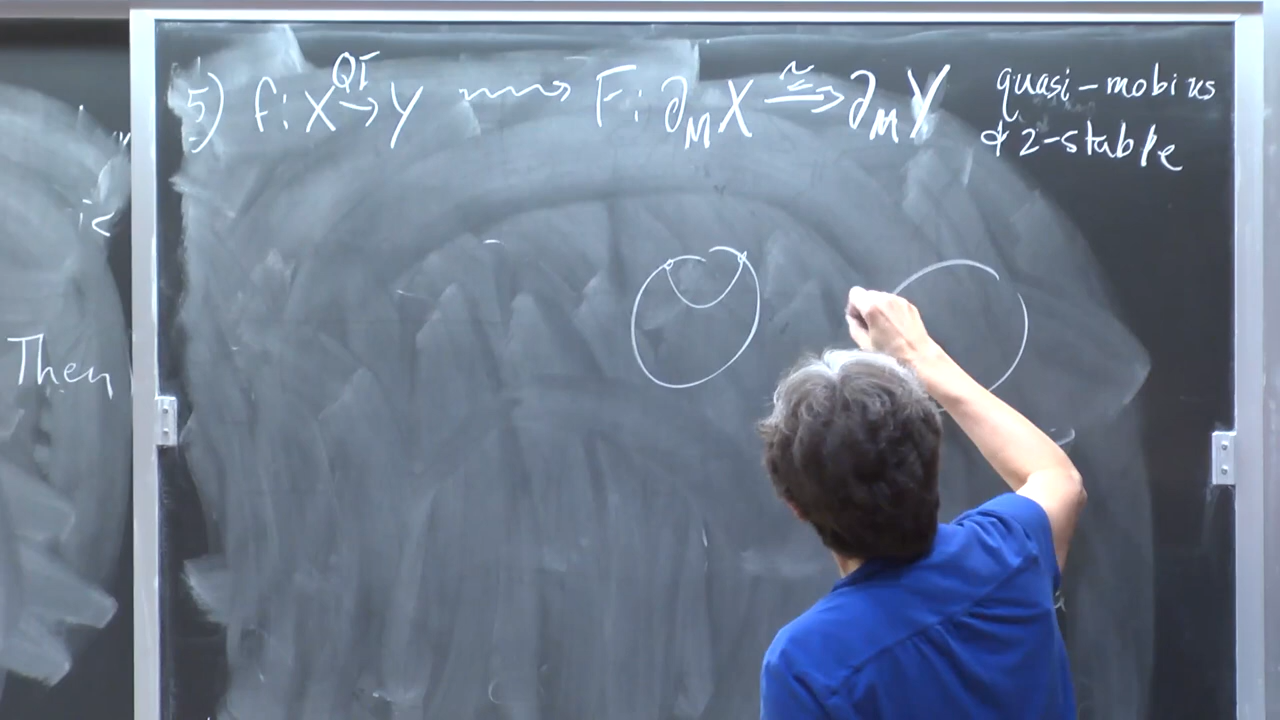 5) f: X QI→ Y ⇝ F: ∂_M X ≅→ ∂_M Y quasi-mobius
& 2-stable
Then